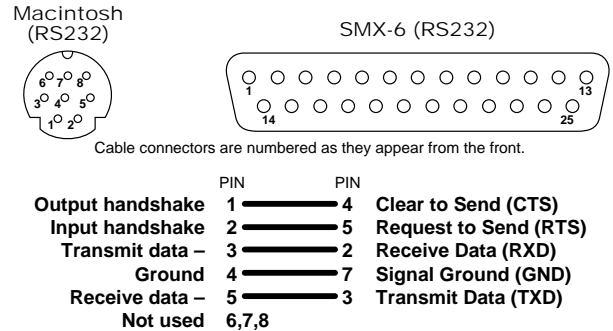 Macintosh
(RS232)
SMX-6 (RS232)
6 7 8
3 4 5
1 2
1 13
14 25
Cable connectors are numbered as they appear from the front.
PIN PIN
Output handshake 1 4 Clear to Send (CTS)
Input handshake 2 5 Request to Send (RTS)
Transmit data – 3 2 Receive Data (RXD)
Ground 4 7 Signal Ground (GND)
Receive data – 5 3 Transmit Data (TXD)
Not used 6,7,8